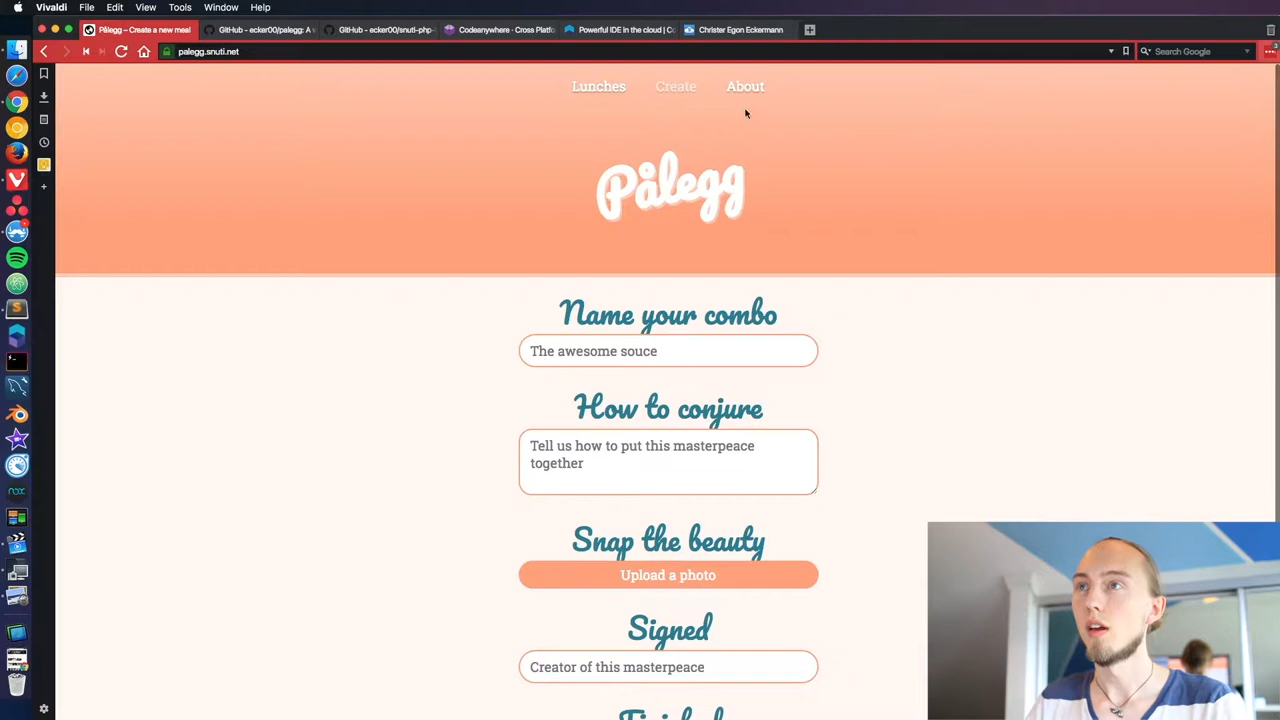 Vivaldi File Edit View Tools Window Help
Pålegg – Create a new meal
GitHub - ecker00/palegg: A w
GitHub - ecker00/snuti-php-
Codeanywhere - Cross Platfo
Powerful IDE in the cloud | C
Christer Egon Eckermann
palegg.snuti.net
Search Google
Lunches Create About
Pålegg
Name your combo
The awesome souce
How to conjure
Tell us how to put this masterpeace
together
Snap the beauty
Upload a photo
Signed
Creator of this masterpeace